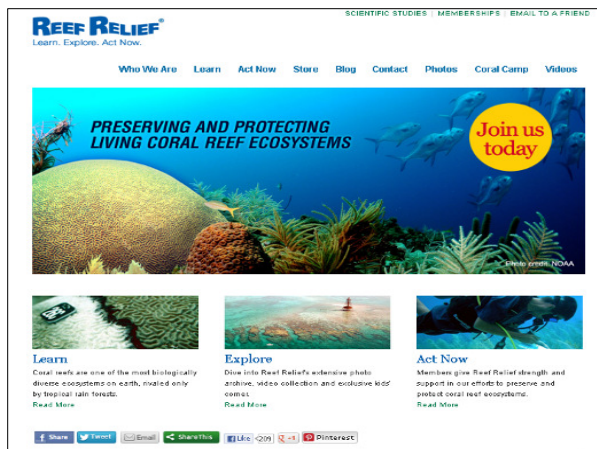 SCIENTIFIC STUDIES | MEMBERSHIPS | EMAIL TO A FRIEND
REEF RELIEF®
Learn. Explore. Act Now.
Who We Are Learn Act Now Store Blog Contact Photos Coral Camp Videos
PRESERVING AND PROTECTING
LIVING CORAL REEF ECOSYSTEMS
Join us
today
Photo credit: NOAA
Learn
Coral reefs are one of the most biologically
diverse ecosystems on earth, rivaled only
by tropical rain forests.
Read More
Explore
Dive into Reef Relief's extensive photo
archive, video collection and exclusive kids'
corner.
Read More
Act Now
Members give Reef Relief strength and
support in our efforts to preserve and
protect coral reef ecosystems.
Read More
Share Tweet Email ShareThis Like 209 +1 Pinterest